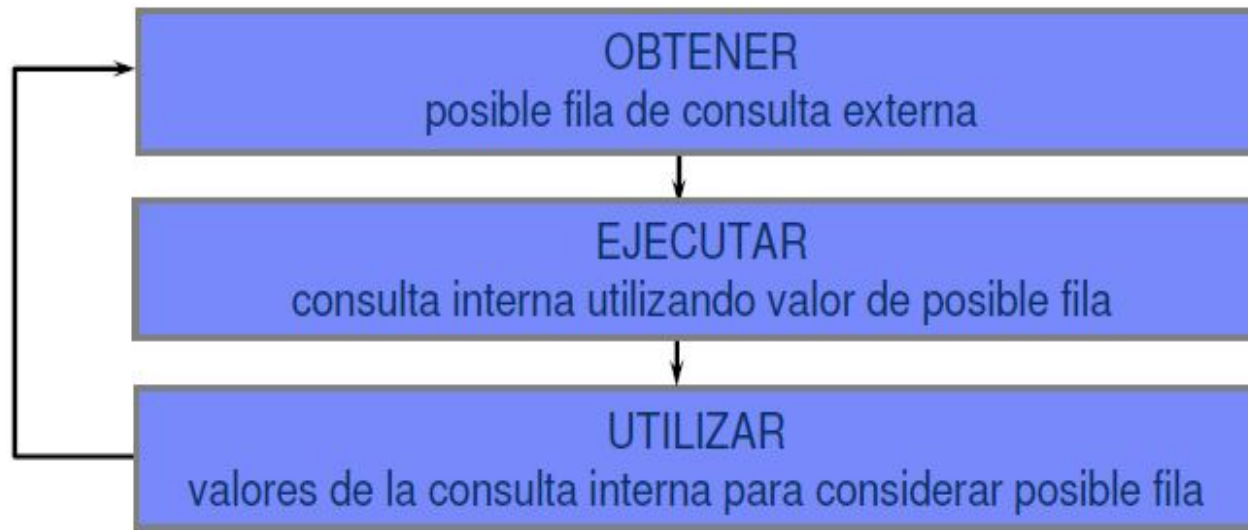 OBTENER
posible fila de consulta externa
EJECUTAR
consulta interna utilizando valor de posible fila
UTILIZAR
valores de la consulta interna para considerar posible fila